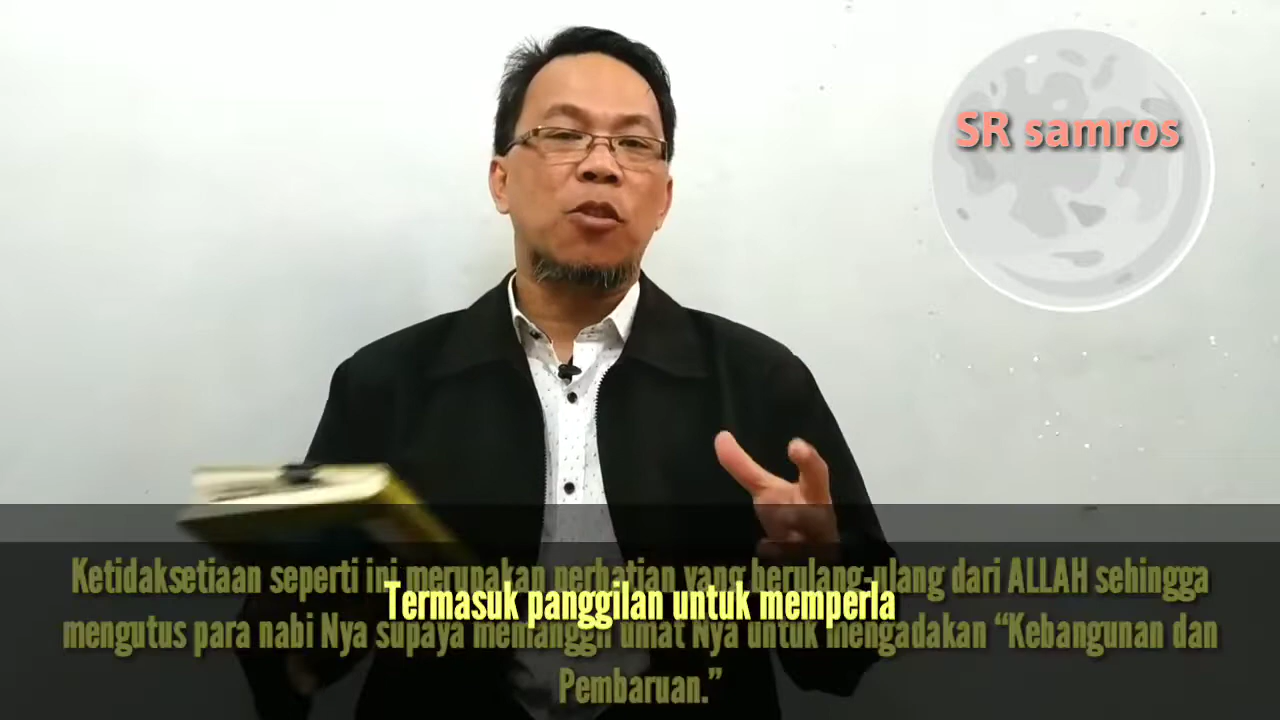 SR samros
Ketidaksetiaan seperti ini merupakan perhatian yang berulang-ulang dari ALLAH sehingga
Termasuk panggilan untuk memperla
mengutus para nabi Nya supaya memanggil umat Nya untuk mengadakan “Kebangunan dan
Pembaruan.”